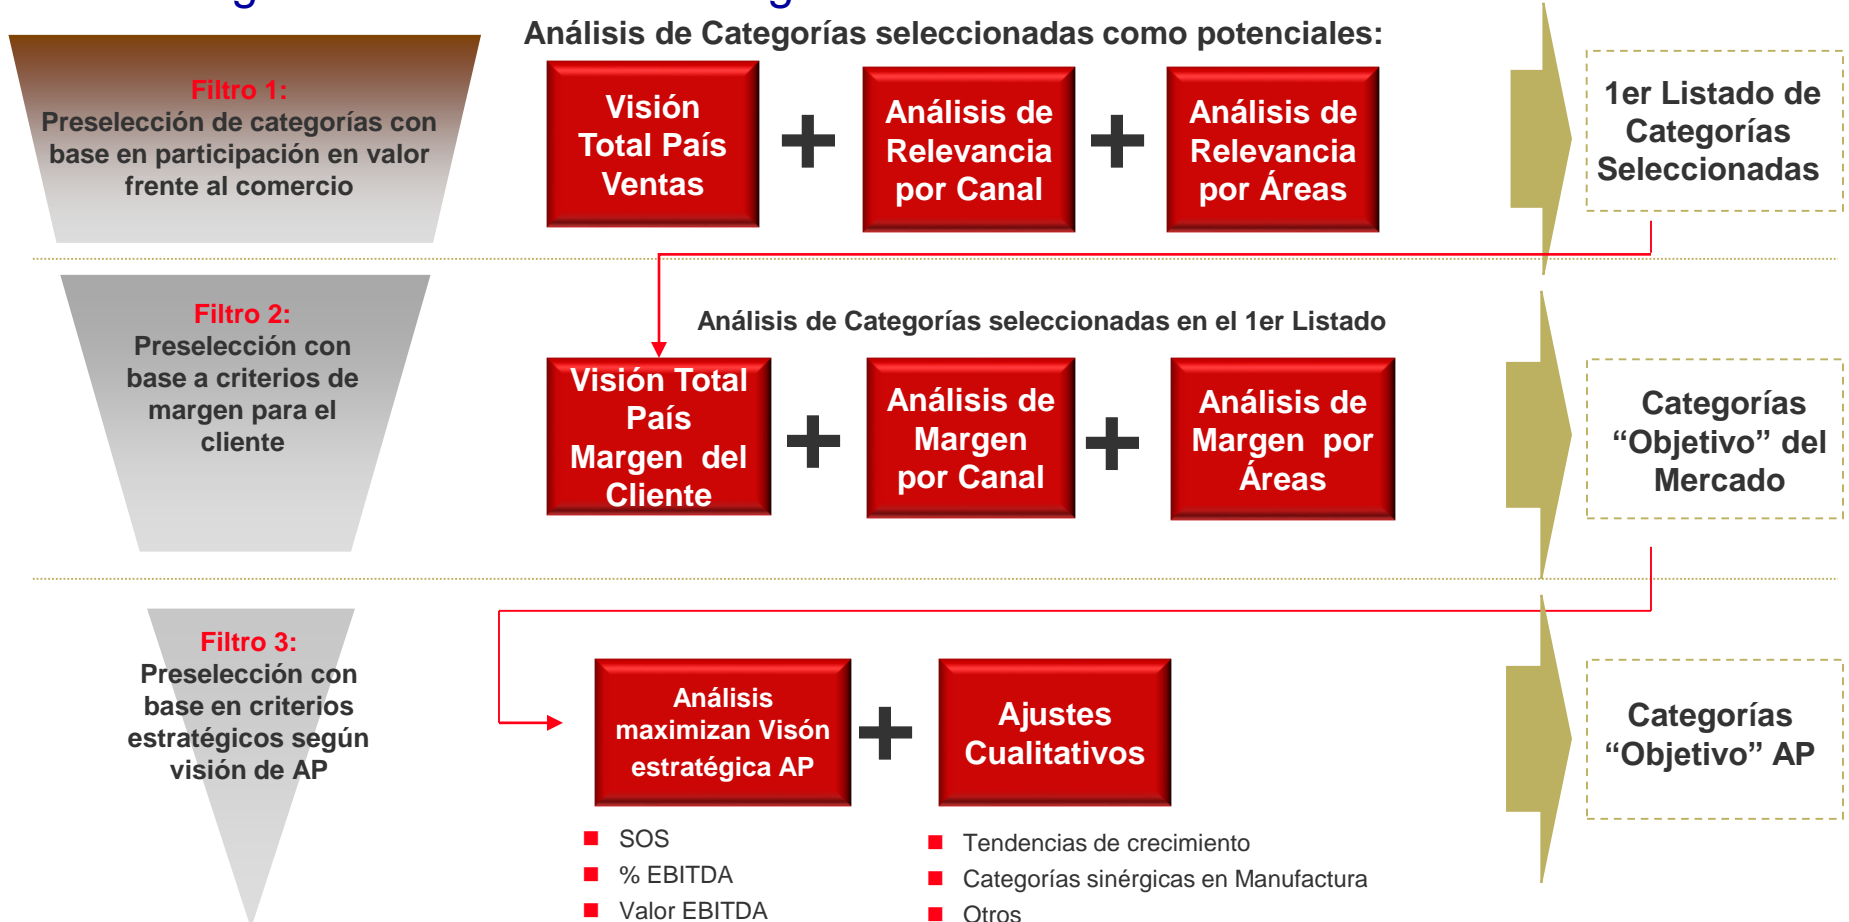 Análisis de Categorías seleccionadas como potenciales:
Filtro 1:
Preselección de categorías con
base en participación en valor
frente al comercio
Visión
Total País
Ventas
+
Análisis de
Relevancia
por Canal
+
Análisis de
Relevancia
por Áreas
1er Listado de
Categorías
Seleccionadas
Filtro 2:
Preselección con
base a criterios de
margen para el
cliente
Análisis de Categorías seleccionadas en el 1er Listado
Visión Total
País
Margen del
Cliente
+
Análisis de
Margen
por Canal
+
Análisis de
Margen por
Áreas
Categorías
“Objetivo” del
Mercado
Filtro 3:
Preselección con
base en criterios
estratégicos según
visión de AP
Análisis
maximizan Visón
estratégica AP
+
Ajustes
Cualitativos
Categorías
“Objetivo” AP
SOS
% EBITDA
Valor EBITDA
Tendencias de crecimiento
Categorías sinérgicas en Manufactura
Otros